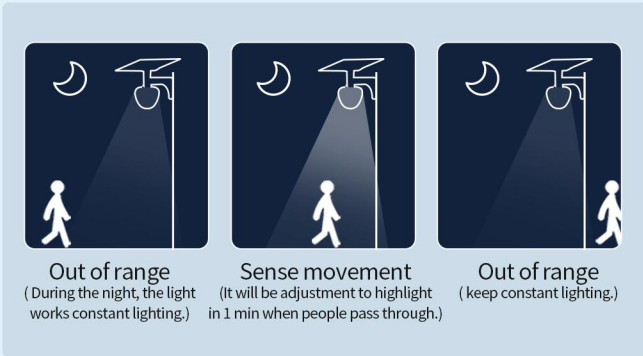 Out of range
( During the night, the light
works constant lighting.)
Sense movement
(It will be adjustment to highlight
in 1 min when people pass through.)
Out of range
( keep constant lighting.)